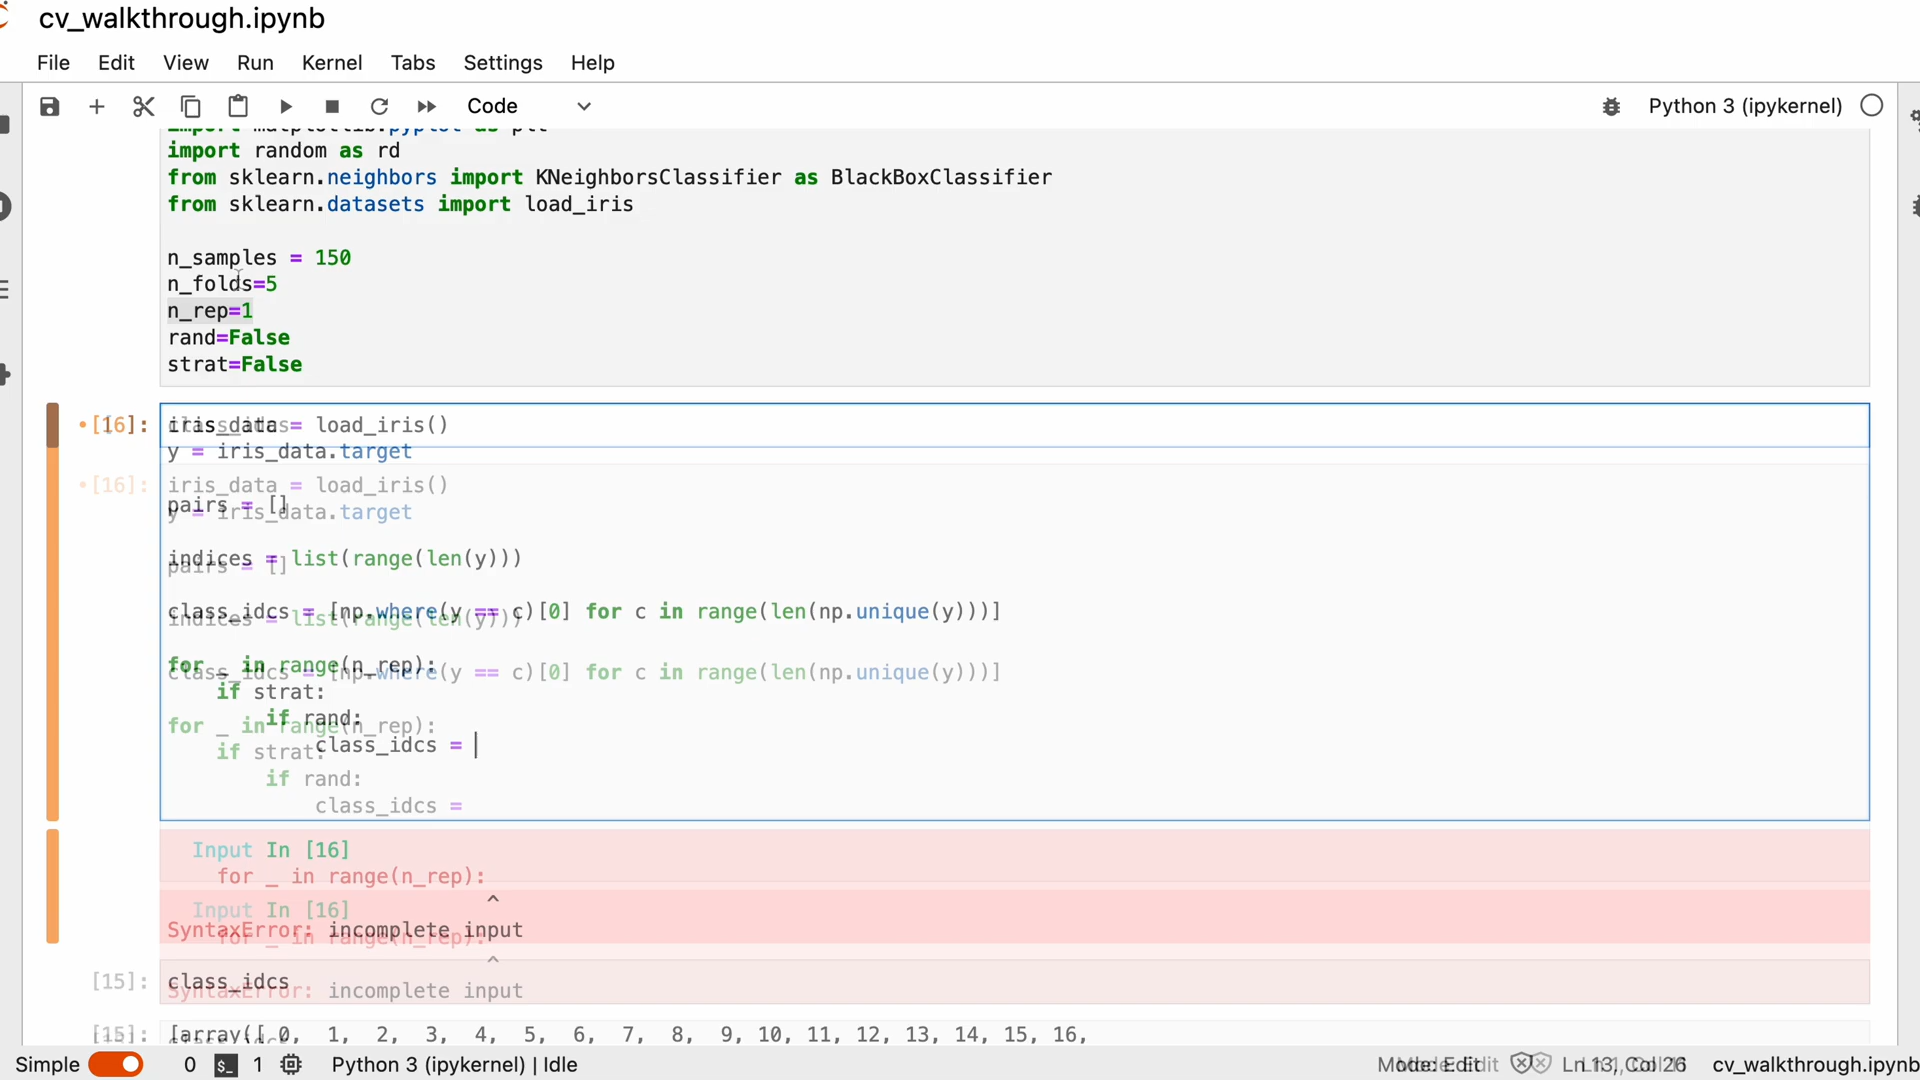 cv_walkthrough.ipynb
File Edit View Run Kernel Tabs Settings Help
Code Python 3 (ipykernel)
import matplotlib.pyplot as plt
import random as rd
from sklearn.neighbors import KNeighborsClassifier as BlackBoxClassifier
from sklearn.datasets import load_iris
n_samples = 150
n_folds=5
n_rep=1
rand=False
strat=False
[16]: iris_data = load_iris()
y = iris_data.target
[16]: iris_data = load_iris()
pairs = []
y = iris_data.target
indices = list(range(len(y)))
pairs = []
class_idcs = [np.where(y == c)[0] for c in range(len(np.unique(y)))]
indices = list(range(len(y)))
for _ in range(n_rep):
class_idcs = [np.where(y == c)[0] for c in range(len(np.unique(y)))]
if strat:
if rand:
for _ in range(n_rep):
class_idcs =
if strat:
if rand:
class_idcs =
Input In [16]
for _ in range(n_rep):
^
Input In [16]
SyntaxError: incomplete input
for _ in range(n_rep):
^
[15]: class_idcs
SyntaxError: incomplete input
[15]: [array([ 0, 1, 2, 3, 4, 5, 6, 7, 8, 9, 10, 11, 12, 13, 14, 15, 16,
Simple 0 $_ 1 Python 3 (ipykernel) | Idle Mode: Edit Ln 13, Col 26 cv_walkthrough.ipynb